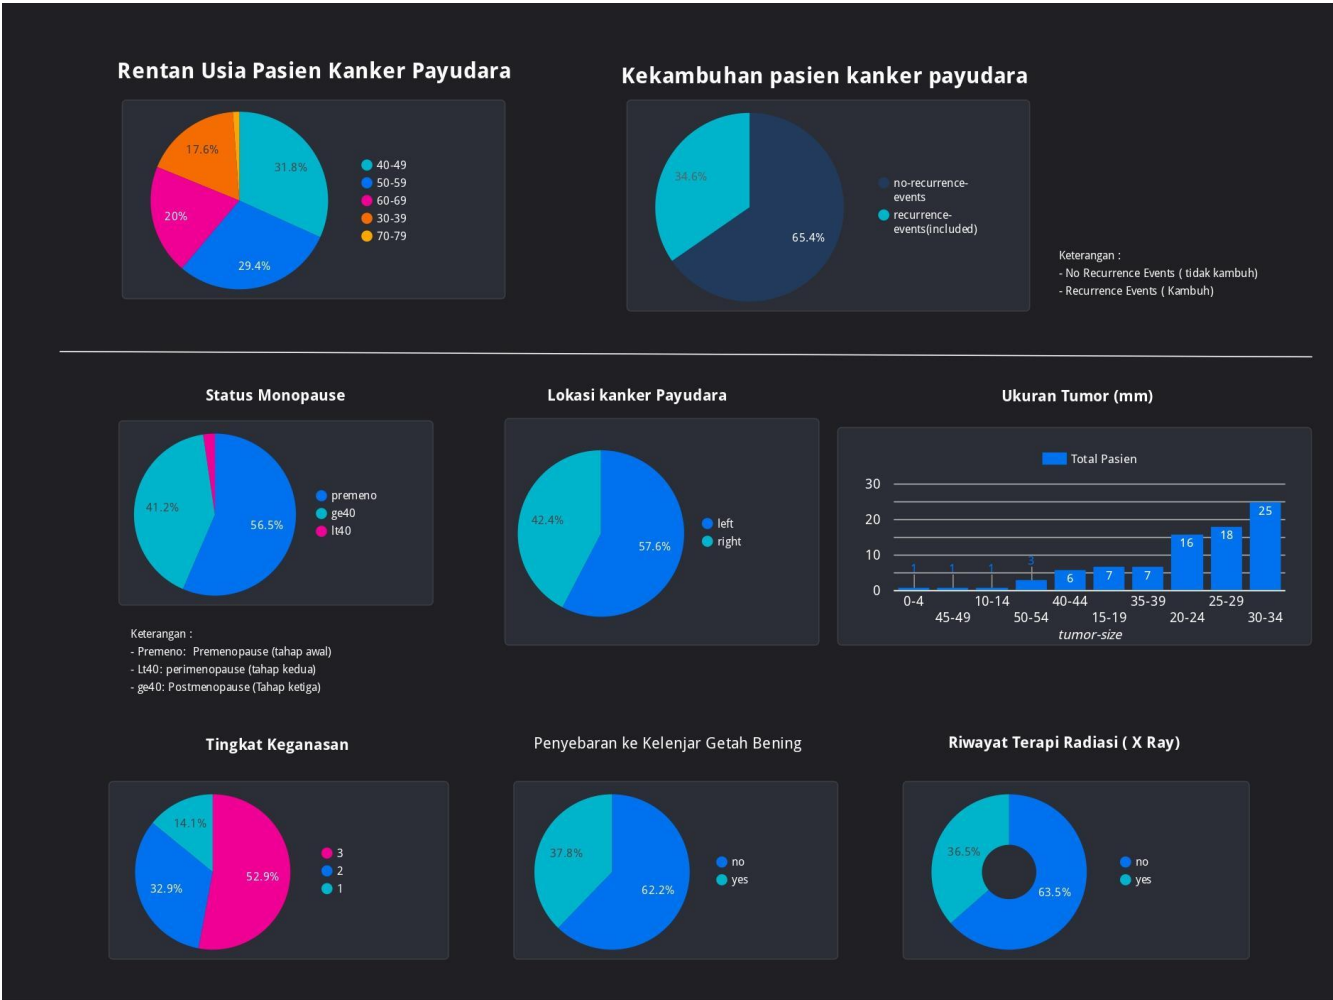 Rentan Usia Pasien Kanker Payudara
31.8%
29.4%
20%
17.6%
40-49
50-59
60-69
30-39
70-79
Kekambuhan pasien kanker payudara
34.6%
65.4%
no-recurrence-
events
recurrence-
events(included)
Keterangan :
- No Recurrence Events ( tidak kambuh)
- Recurrence Events ( Kambuh)
Status Monopause
41.2%
56.5%
premeno
ge40
lt40
Keterangan :
- Premeno: Premenopause (tahap awal)
- Lt40: perimenopause (tahap kedua)
- ge40: Postmenopause (Tahap ketiga)
Lokasi kanker Payudara
42.4%
57.6%
left
right
Ukuran Tumor (mm)
Total Pasien
30
20
10
0
1 1 1 3 6 7 7 16 18 25
0-4 10-14 40-44 35-39 25-29
45-49 50-54 15-19 20-24 30-34
tumor-size
Tingkat Keganasan
14.1%
32.9%
52.9%
3
2
1
Penyebaran ke Kelenjar Getah Bening
37.8%
62.2%
no
yes
Riwayat Terapi Radiasi ( X Ray)
36.5%
63.5%
no
yes